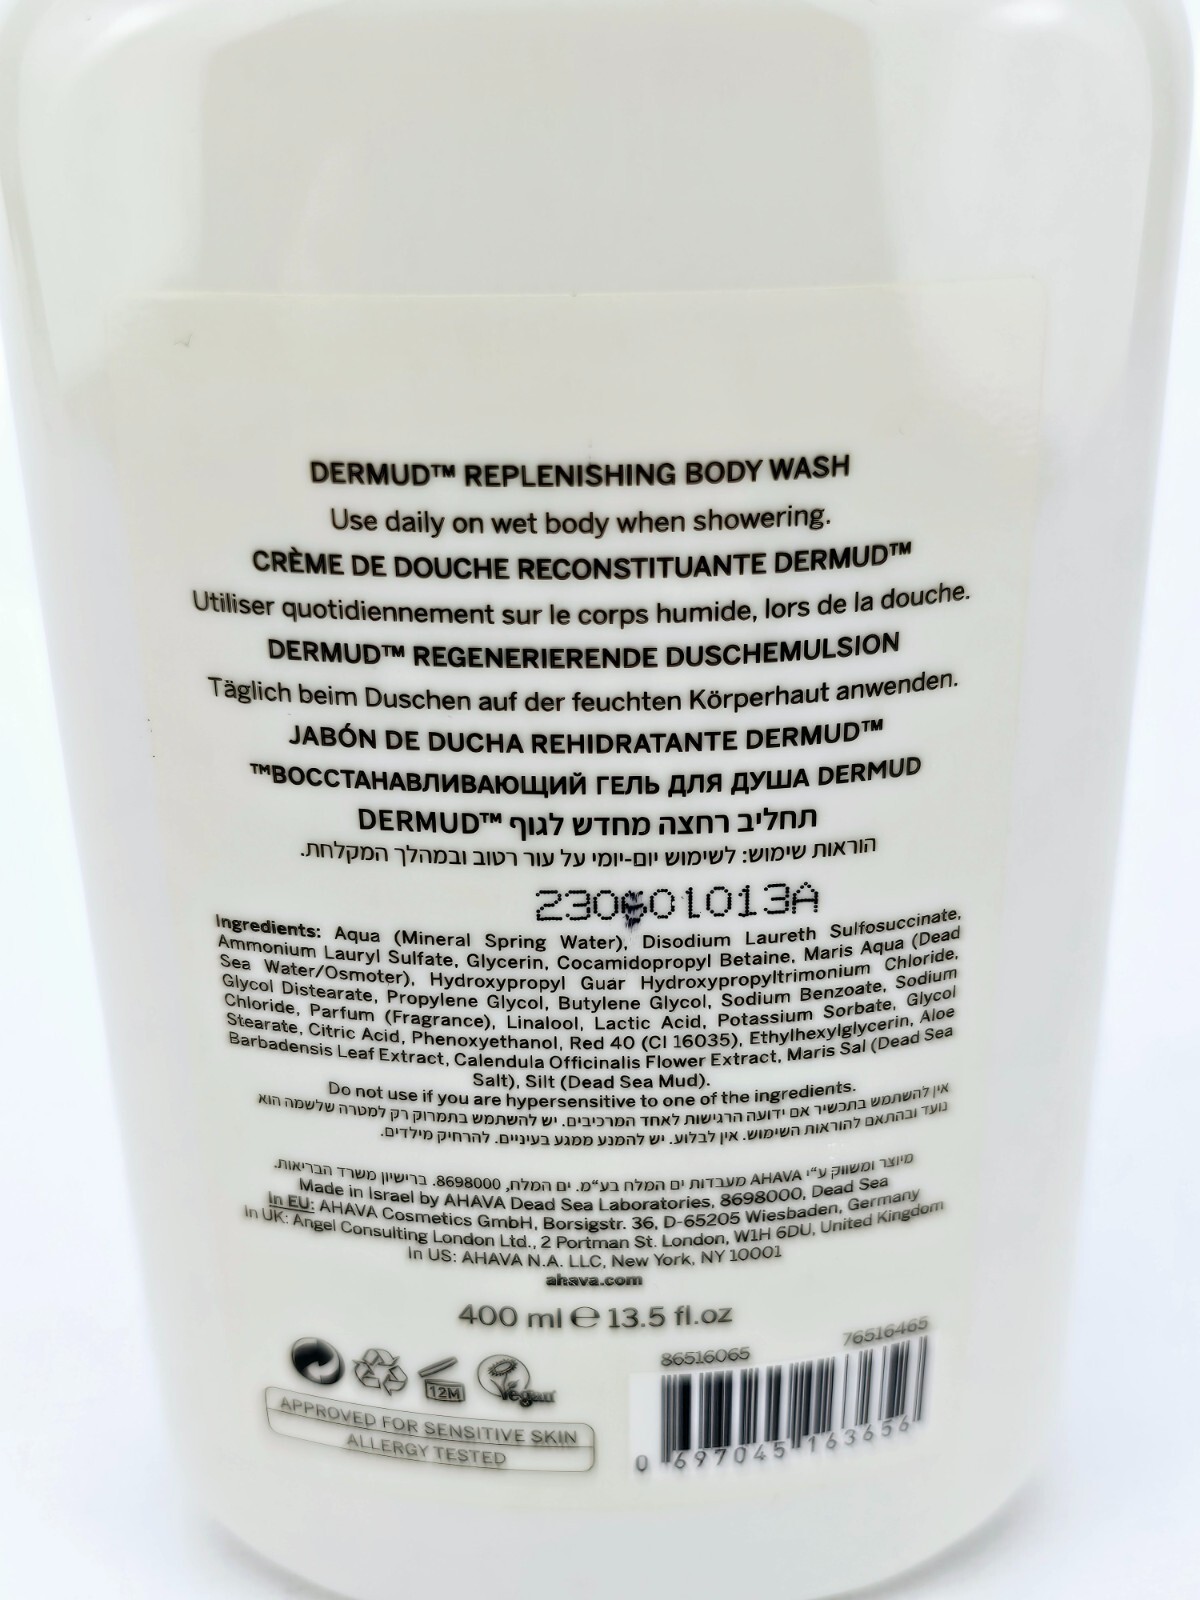 DERMUD™ REPLENISHING BODY WASH
Use daily on wet body when showering.
CRÈME DE DOUCHE RECONSTITUANTE DERMUD™
Utiliser quotidiennement sur le corps humide, lors de la douche.
DERMUD™ REGENERIERENDE DUSCHEMULSION
Täglich beim Duschen auf der feuchten Körperhaut anwenden.
JABÓN DE DUCHA REHIDRATANTE DERMUD™
™ВОССТАНАВЛИВАЮЩИЙ ГЕЛЬ ДЛЯ ДУША DERMUD
תחליב רחצה מחדש לגוף DERMUD™
הוראות שימוש: לשימוש יום-יומי על עור רטוב ובמהלך המקלחת.
230601013A
Ingredients: Aqua (Mineral Spring Water), Disodium Laureth Sulfosuccinate,
Ammonium Lauryl Sulfate, Glycerin, Cocamidopropyl Betaine, Maris Aqua (Dead
Sea Water/Osmoter), Hydroxypropyl Guar Hydroxypropyltrimonium Chloride,
Glycol Distearate, Propylene Glycol, Butylene Glycol, Sodium Benzoate, Sodium
Chloride, Parfum (Fragrance), Linalool, Lactic Acid, Potassium Sorbate, Glycol
Stearate, Citric Acid, Phenoxyethanol, Red 40 (CI 16035), Ethylhexylglycerin, Aloe
Barbadensis Leaf Extract, Calendula Officinalis Flower Extract, Maris Sal (Dead Sea
Salt), Silt (Dead Sea Mud).
Do not use if you are hypersensitive to one of the ingredients.
אין להשתמש בתכשיר אם ידועה הרגישות לאחד המרכיבים. יש להשתמש בתמרוק רק למטרה שלשמה הוא
נועד ובהתאם להוראות השימוש. אין לבלוע. יש להמנע ממגע בעיניים. להרחיק מילדים.
מיוצר ומשווק ע״י AHAVA מעבדות ים המלח בע״מ. ים המלח, 8698000. ברישיון משרד הבריאות.
Made in Israel by AHAVA Dead Sea Laboratories, 8698000, Dead Sea
In EU: AHAVA Cosmetics GmbH, Borsigstr. 36, D-65205 Wiesbaden, Germany
In UK: Angel Consulting London Ltd., 2 Portman St. London, W1H 6DU, United Kingdom
In US: AHAVA N.A. LLC, New York, NY 10001
ahava.com
400 ml ℮ 13.5 fl.oz
86516065 76516465
12M
Vegan
APPROVED FOR SENSITIVE SKIN
ALLERGY TESTED
0 697045 163656